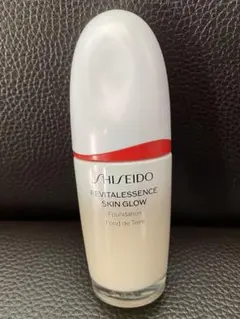 SHISEIDO
REVITALESSENCE
SKIN GLOW
Foundation
Fond de Teint